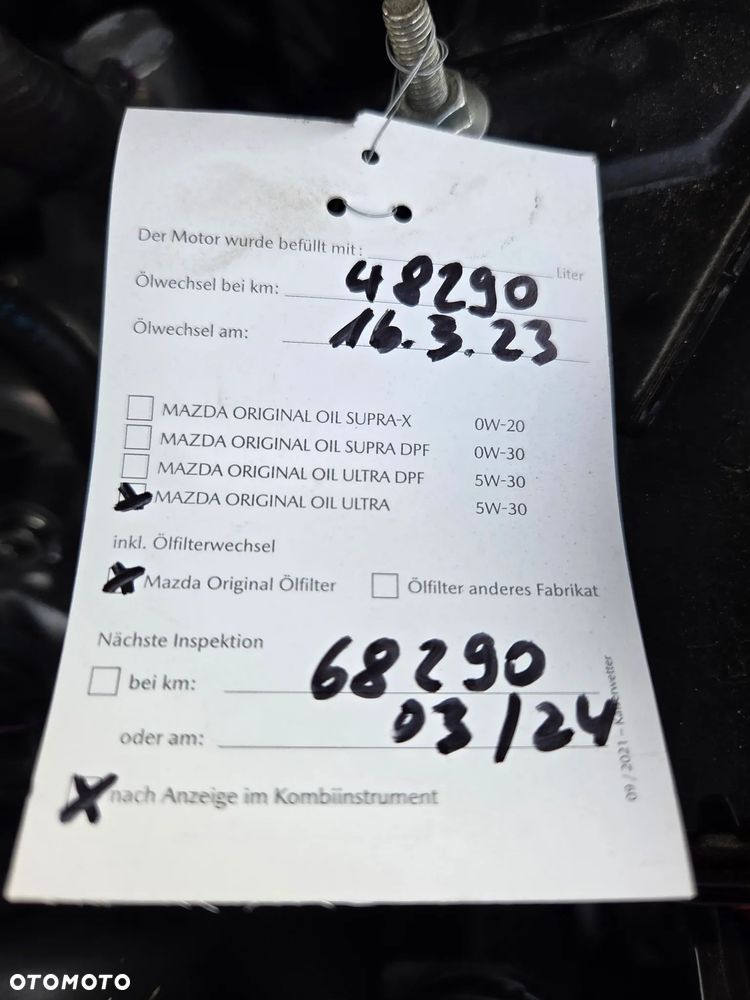 Der Motor wurde befüllt mit: Liter
Ölwechsel bei km: 48290
Ölwechsel am: 16.3.23
MAZDA ORIGINAL OIL SUPRA-X 0W-20
MAZDA ORIGINAL OIL SUPRA DPF 0W-30
MAZDA ORIGINAL OIL ULTRA DPF 5W-30
X MAZDA ORIGINAL OIL ULTRA 5W-30
inkl. Ölfilterwechsel
X Mazda Original Ölfilter Ölfilter anderes Fabrikat
Nächste Inspektion
bei km: 68290
oder am: 03/24
X nach Anzeige im Kombiinstrument
09 / 2021 –
OTOMOTO